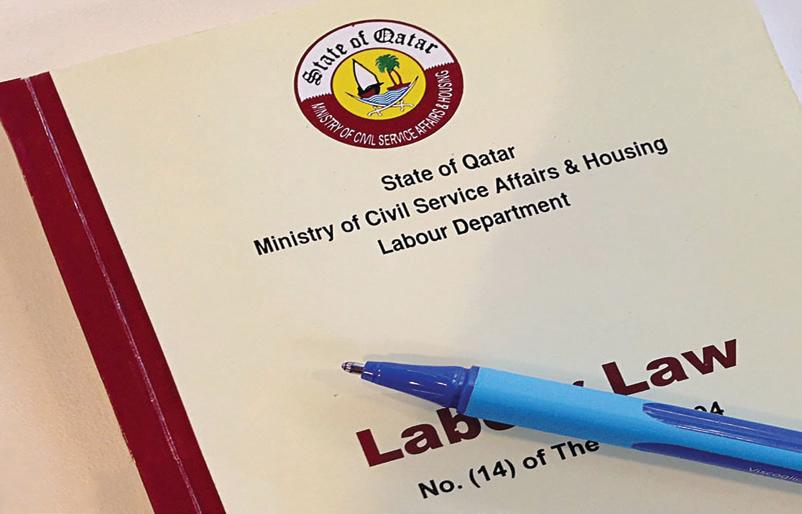 State of Qatar
MINISTRY OF CIVIL SERVICE AFFAIRS & HOUSING
State of Qatar
Ministry of Civil Service Affairs & Housing
Labour Department
Law
No. (14) of The